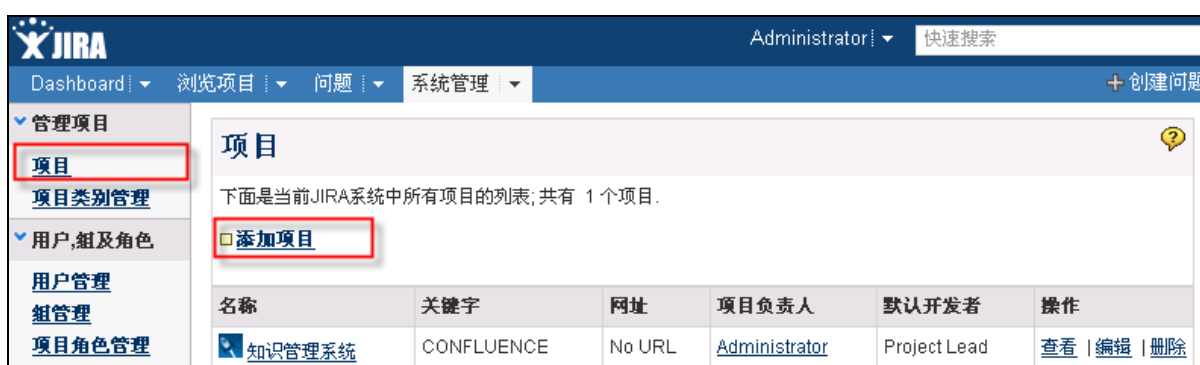 JIRA
Administrator 快速搜索
Dashboard 浏览项目 问题 系统管理 创建问题
管理项目
项目
项目类别管理
用户,组及角色
用户管理
组管理
项目角色管理
项目
下面是当前JIRA系统中所有项目的列表; 共有 1 个项目.
添加项目
名称 关键字 网址 项目负责人 默认开发者 操作
知识管理系统 CONFLUENCE No URL Administrator Project Lead 查看 | 编辑 | 删除